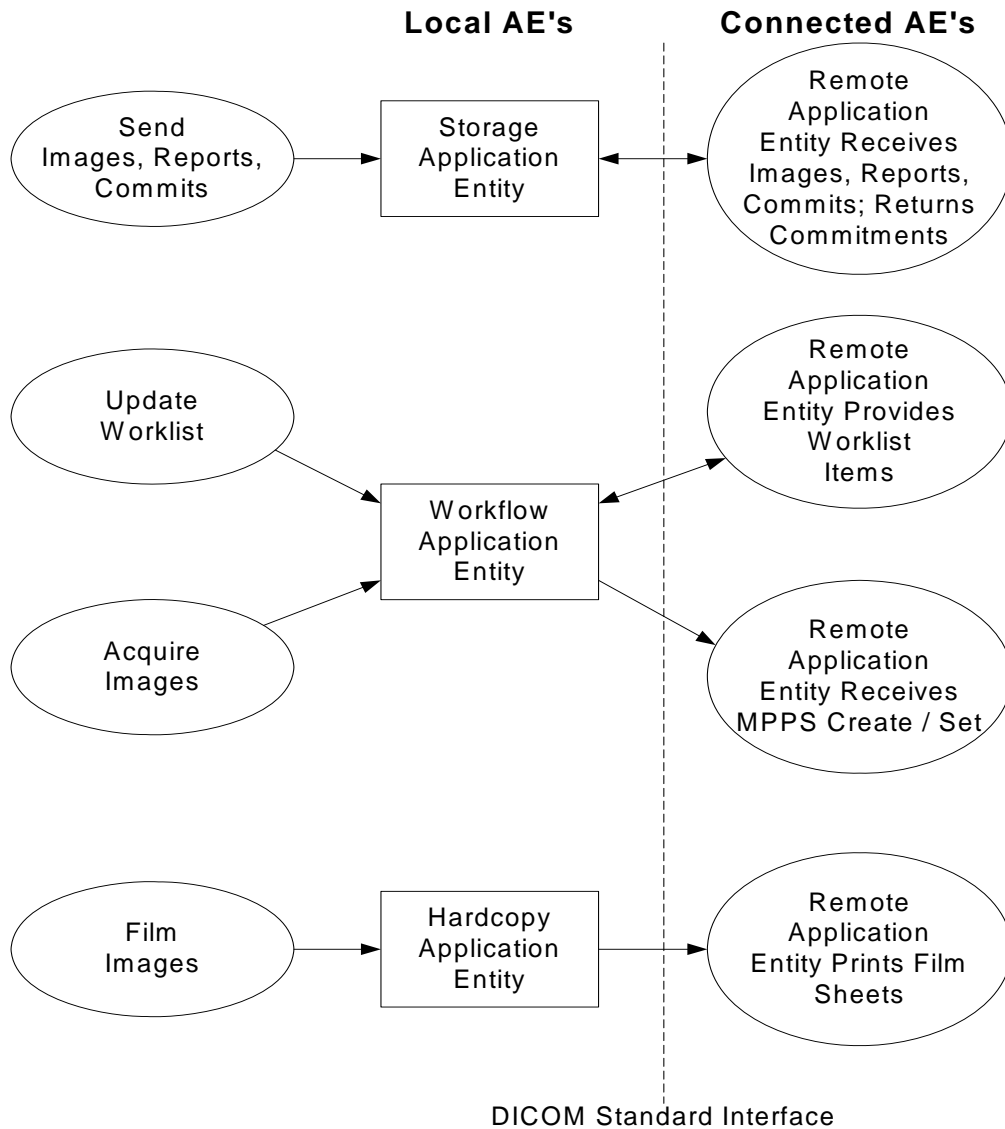 Local AE's
Connected AE's
Send
Images, Reports,
Commits
Storage
Application
Entity
Remote
Application
Entity Receives
Images, Reports,
Commits; Returns
Commitments
Update
Worklist
Remote
Application
Entity Provides
Worklist
Items
Workflow
Application
Entity
Acquire
Images
Remote
Application
Entity Receives
MPPS Create / Set
Film
Images
Hardcopy
Application
Entity
Remote
Application
Entity Prints Film
Sheets
DICOM Standard Interface